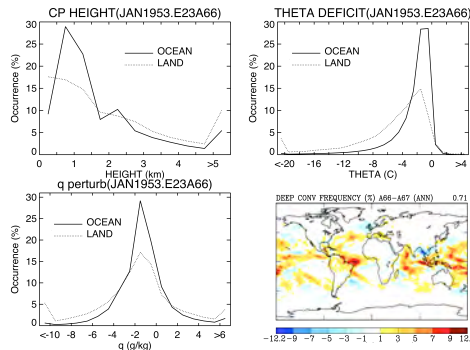 CP HEIGHT(JAN1953.E23A66)
30
25
20
15
10
5
0
Occurrence (%)
OCEAN
LAND
0 1 2 3 4 >5
HEIGHT (km)
THETA DEFICIT(JAN1953.E23A66)
30
25
20
15
10
5
0
Occurrence (%)
OCEAN
LAND
<-20 -16 -12 -8 -4 0 >4
THETA (C)
q perturb(JAN1953.E23A66)
30
25
20
15
10
5
0
Occurrence (%)
OCEAN
LAND
<-10 -8 -6 -4 -2 0 2 4 >6
q (g/kg)
DEEP CONV FREQUENCY (%) A66-A67 (ANN) 0.71
-12.2 -9 -7 -5 -3 -1 1 3 5 7 9